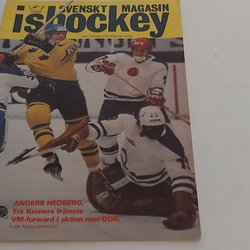 SVENSKT MAGASIN
ishockey
ANDERS HEDBERG,
Tre Kronors främsta
VM-forward i aktion mot DDR.